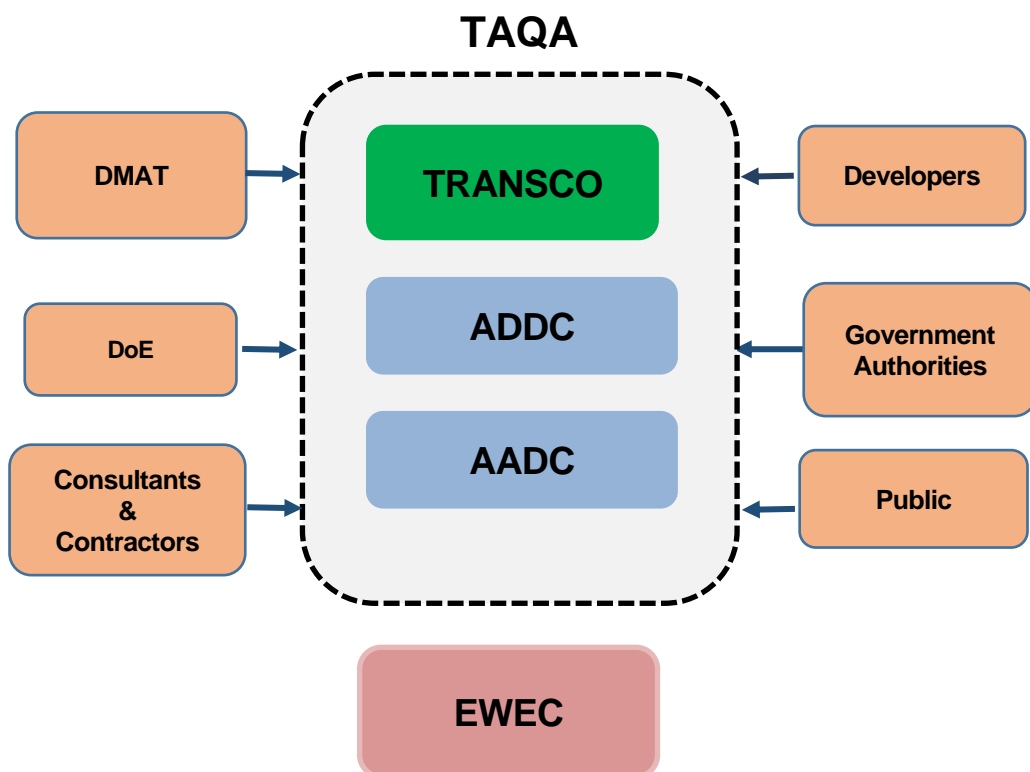 TAQA
DMAT
TRANSCO
Developers
DoE
ADDC
Government
Authorities
Consultants
&
Contractors
AADC
Public
EWEC